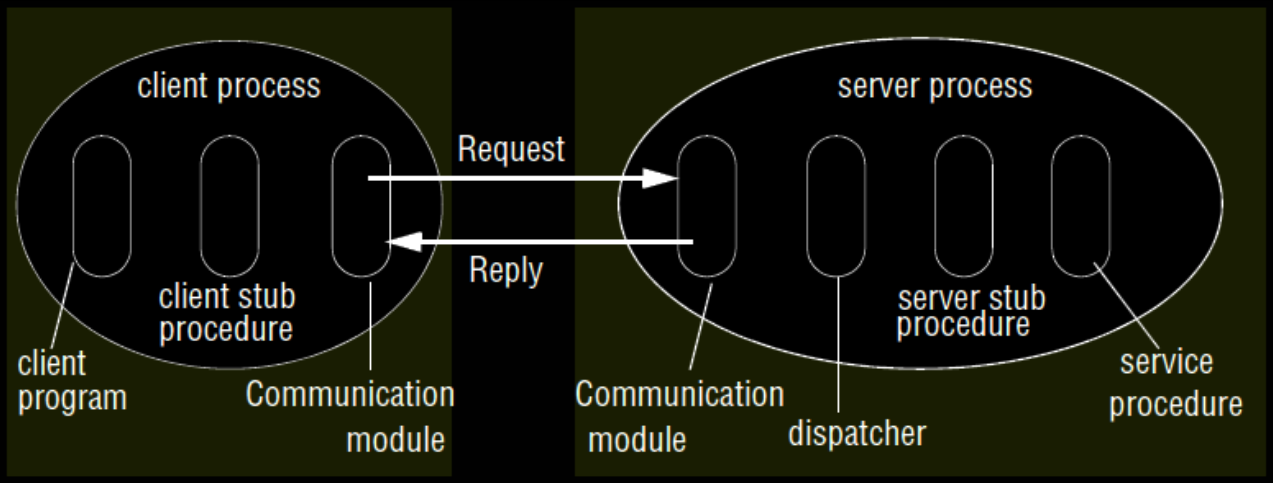 client process
server process
Request
Reply
client stub
procedure
server stub
procedure
client
program
Communication
module
Communication
module
dispatcher
service
procedure